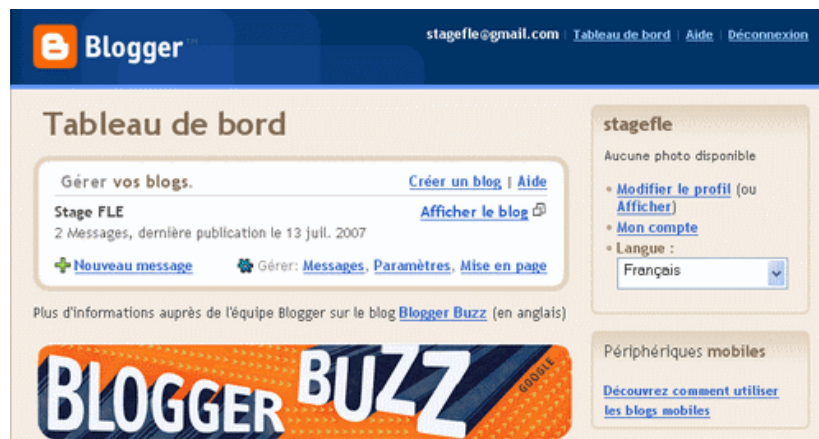 Blogger™
stagefle@gmail.com | Tableau de bord | Aide | Déconnexion
Tableau de bord
Gérer vos blogs.
Créer un blog | Aide
Stage FLE
Afficher le blog
2 Messages, dernière publication le 13 juil. 2007
Nouveau message
Gérer: Messages, Paramètres, Mise en page
Plus d'informations auprès de l'équipe Blogger sur le blog Blogger Buzz (en anglais)
BLOGGER BUZZ
GOOGLE
stagefle
Aucune photo disponible
Modifier le profil (ou
Afficher)
Mon compte
Langue :
Français
Périphériques mobiles
Découvrez comment utiliser
les blogs mobiles